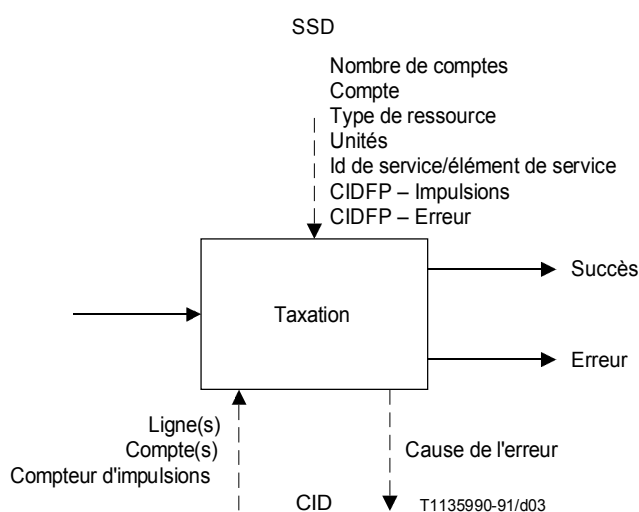 SSD
Nombre de comptes
Compte
Type de ressource
Unités
Id de service/élément de service
CIDFP – Impulsions
CIDFP – Erreur
Succès
Taxation
Erreur
Ligne(s)
Compte(s)
Compteur d'impulsions
Cause de l'erreur
CID
T1135990-91/d03